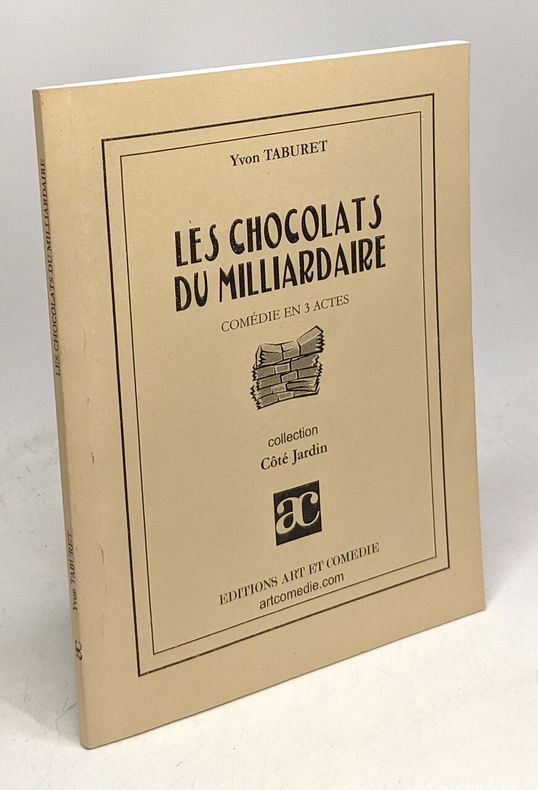 Yvon TABURET
LES CHOCOLATS
DU MILLIARDAIRE
COMÉDIE EN 3 ACTES
collection
Côté Jardin
ac
EDITIONS ART ET COMEDIE
artcomedie.com
LES CHOCOLATS DU MILLIARDAIRE
Yvon TABURET
ac